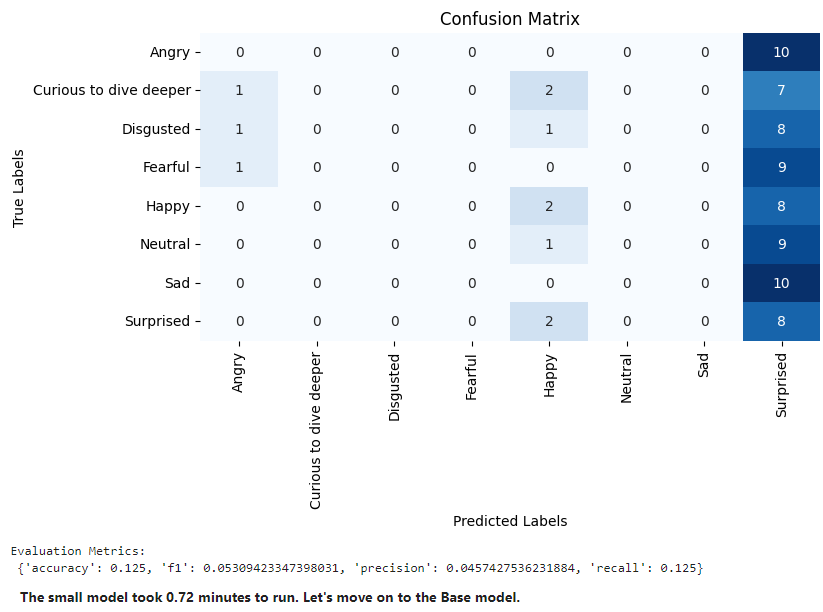 Confusion Matrix
Angry 0 0 0 0 0 0 0 10
Curious to dive deeper 1 0 0 0 2 0 0 7
Disgusted 1 0 0 0 1 0 0 8
Fearful 1 0 0 0 0 0 0 9
Happy 0 0 0 0 2 0 0 8
Neutral 0 0 0 0 1 0 0 9
Sad 0 0 0 0 0 0 0 10
Surprised 0 0 0 0 2 0 0 8
True Labels
Angry Curious to dive deeper Disgusted Fearful Happy Neutral Sad Surprised
Predicted Labels
Evaluation Metrics:
{'accuracy': 0.125, 'f1': 0.05309423347398031, 'precision': 0.0457427536231884, 'recall': 0.125}
The small model took 0.72 minutes to run. Let's move on to the Base model.